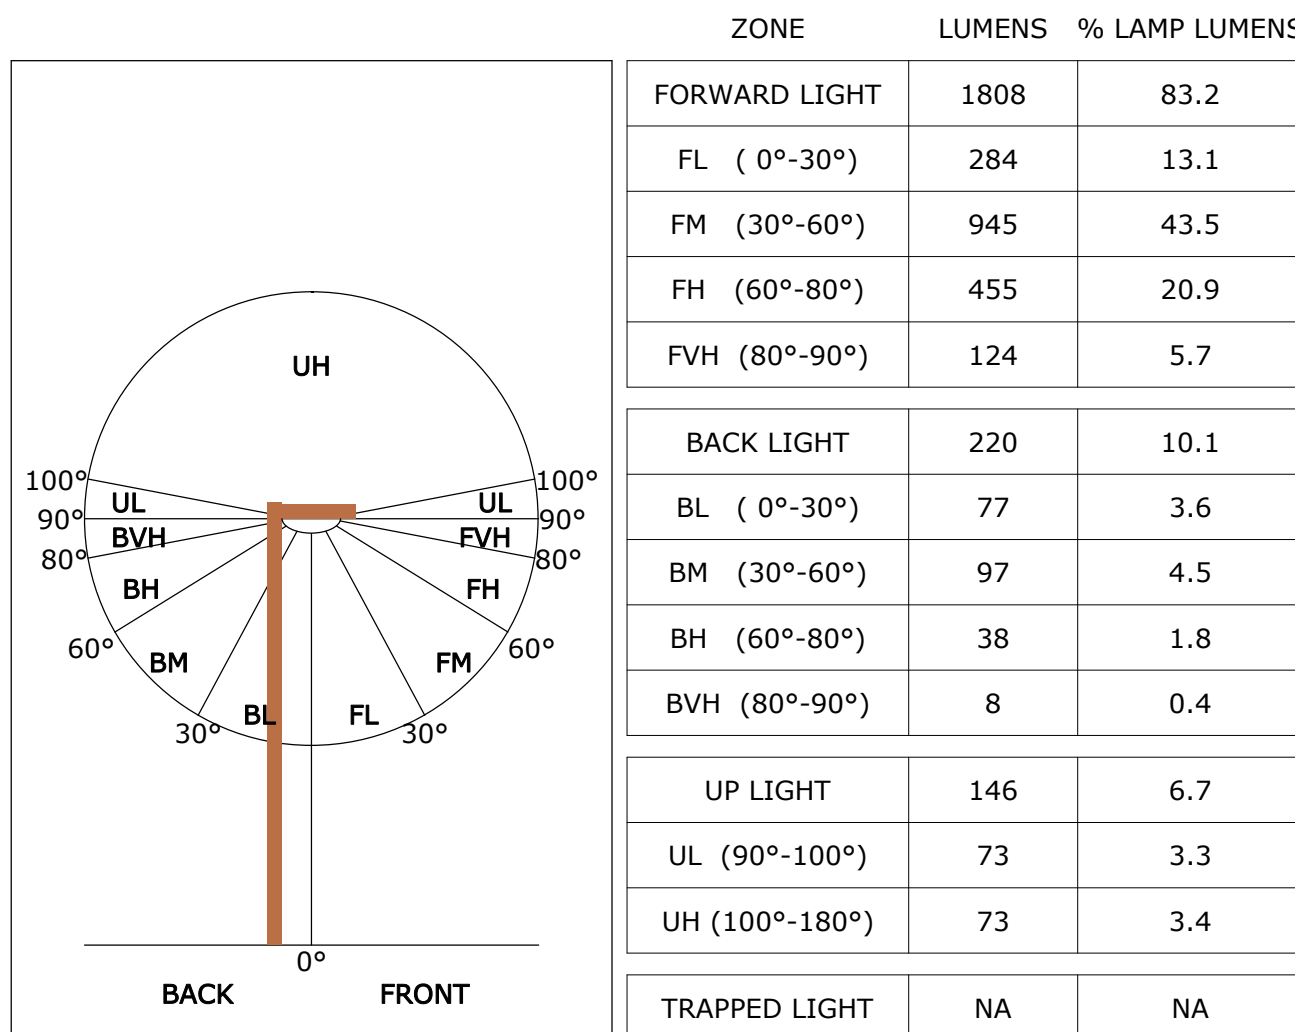 ZONE LUMENS % LAMP LUMENS
FORWARD LIGHT 1808 83.2
FL ( 0°-30°) 284 13.1
FM (30°-60°) 945 43.5
FH (60°-80°) 455 20.9
FVH (80°-90°) 124 5.7
BACK LIGHT 220 10.1
BL ( 0°-30°) 77 3.6
BM (30°-60°) 97 4.5
BH (60°-80°) 38 1.8
BVH (80°-90°) 8 0.4
UP LIGHT 146 6.7
UL (90°-100°) 73 3.3
UH (100°-180°) 73 3.4
TRAPPED LIGHT NA NA
UH
100° 100°
UL UL
90° 90°
BVH FVH
80° 80°
BH FH
60° 60°
BM FM
BL FL
30° 30°
0°
BACK FRONT